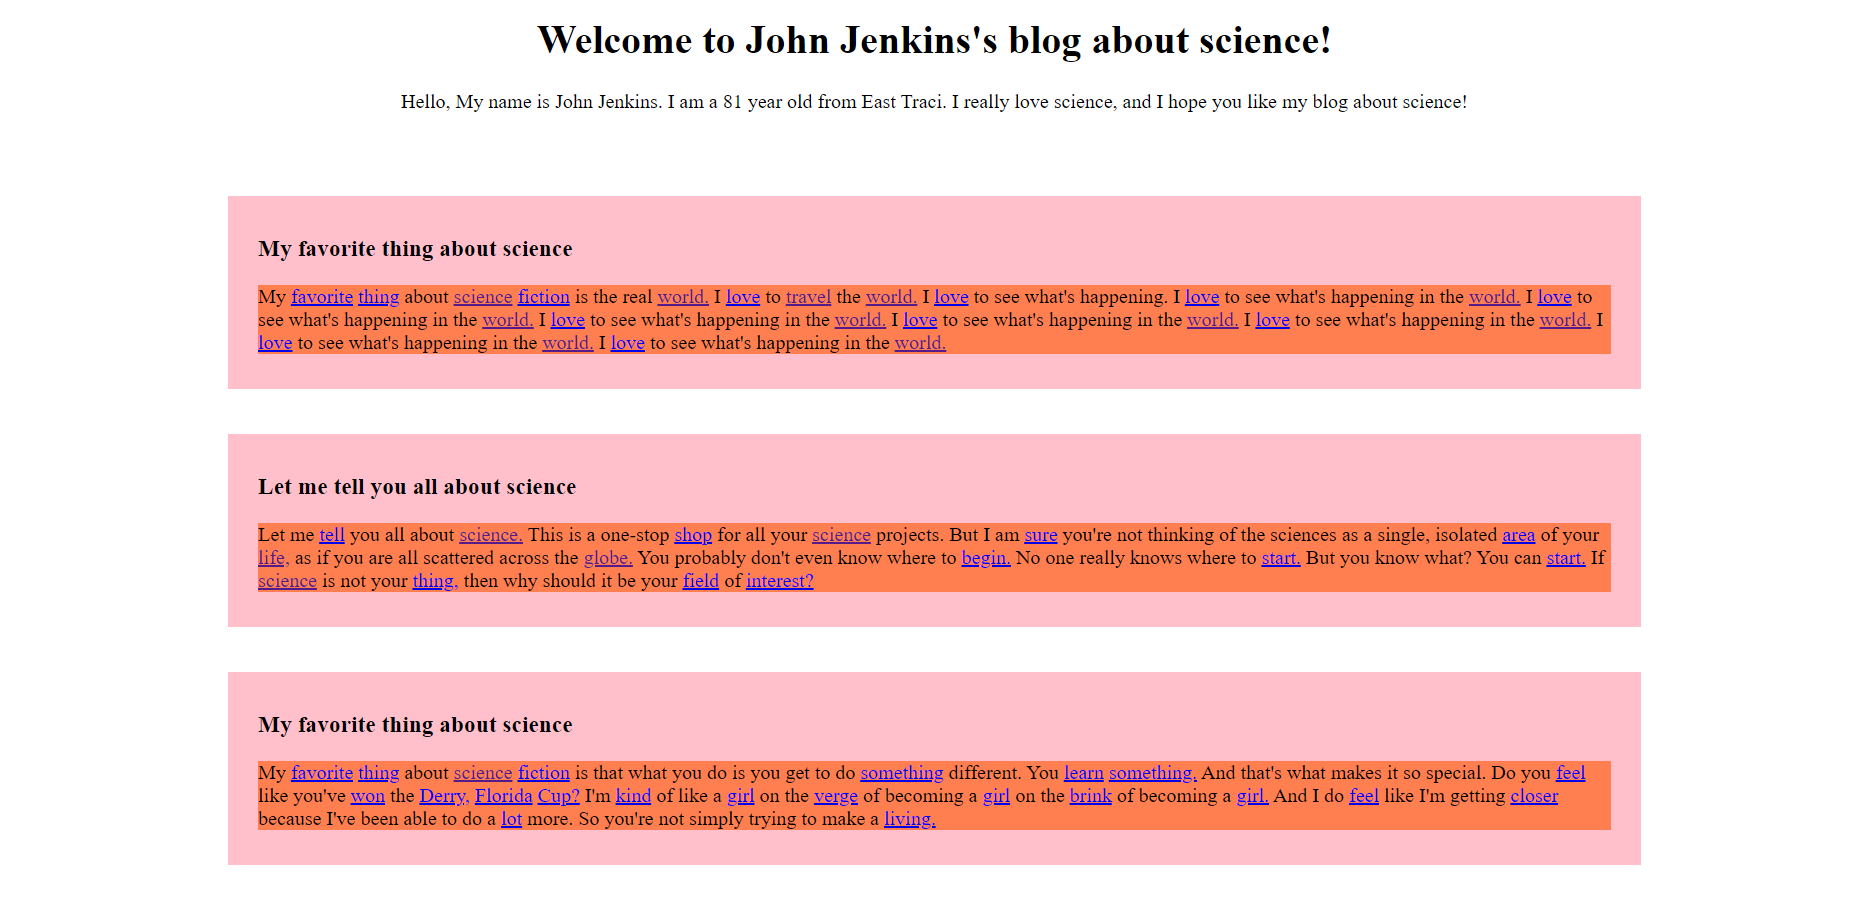 Welcome to John Jenkins's blog about science!
Hello, My name is John Jenkins. I am a 81 year old from East Traci. I really love science, and I hope you like my blog about science!
My favorite thing about science
My favorite thing about science fiction is the real world. I love to travel the world. I love to see what's happening. I love to see what's happening in the world. I love to
see what's happening in the world. I love to see what's happening in the world. I love to see what's happening in the world. I love to see what's happening in the world. I
love to see what's happening in the world. I love to see what's happening in the world.
Let me tell you all about science
Let me tell you all about science. This is a one-stop shop for all your science projects. But I am sure you're not thinking of the sciences as a single, isolated area of your
life, as if you are all scattered across the globe. You probably don't even know where to begin. No one really knows where to start. But you know what? You can start. If
science is not your thing, then why should it be your field of interest?
My favorite thing about science
My favorite thing about science fiction is that what you do is you get to do something different. You learn something. And that's what makes it so special. Do you feel
like you've won the Derry, Florida Cup? I'm kind of like a girl on the verge of becoming a girl on the brink of becoming a girl. And I do feel like I'm getting closer
because I've been able to do a lot more. So you're not simply trying to make a living.